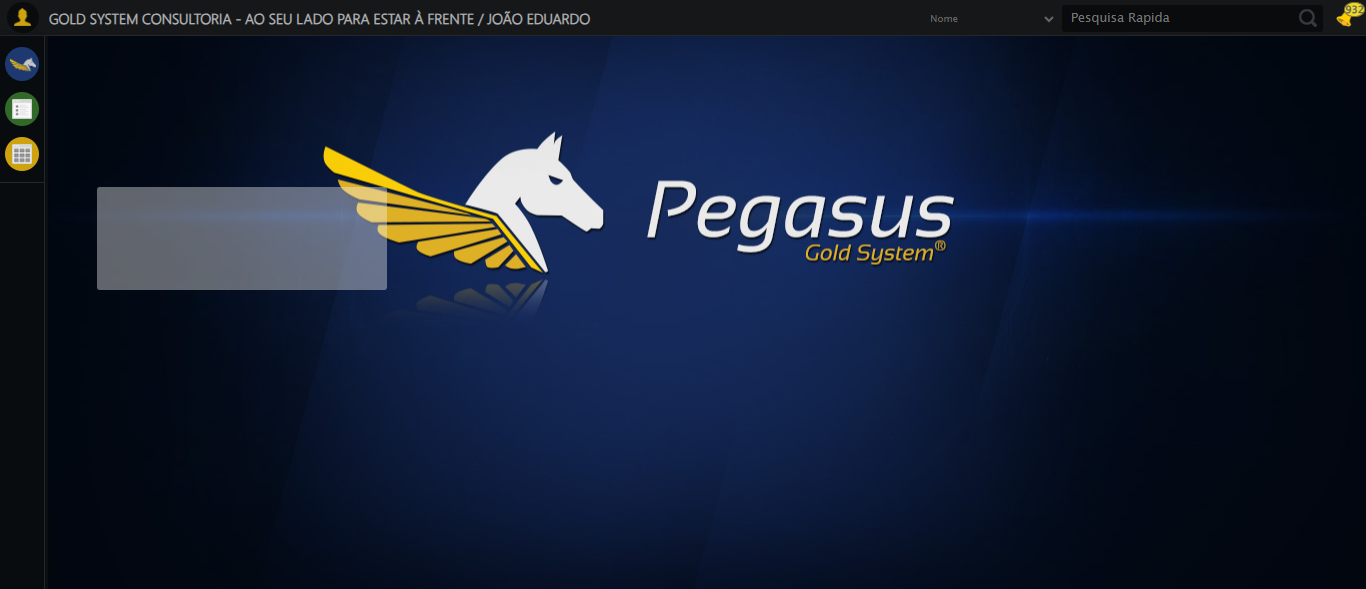 GOLD SYSTEM CONSULTORIA - AO SEU LADO PARA ESTAR À FRENTE / JOÃO EDUARDO
Nome
Pesquisa Rapida
932
Pegasus
Gold System®